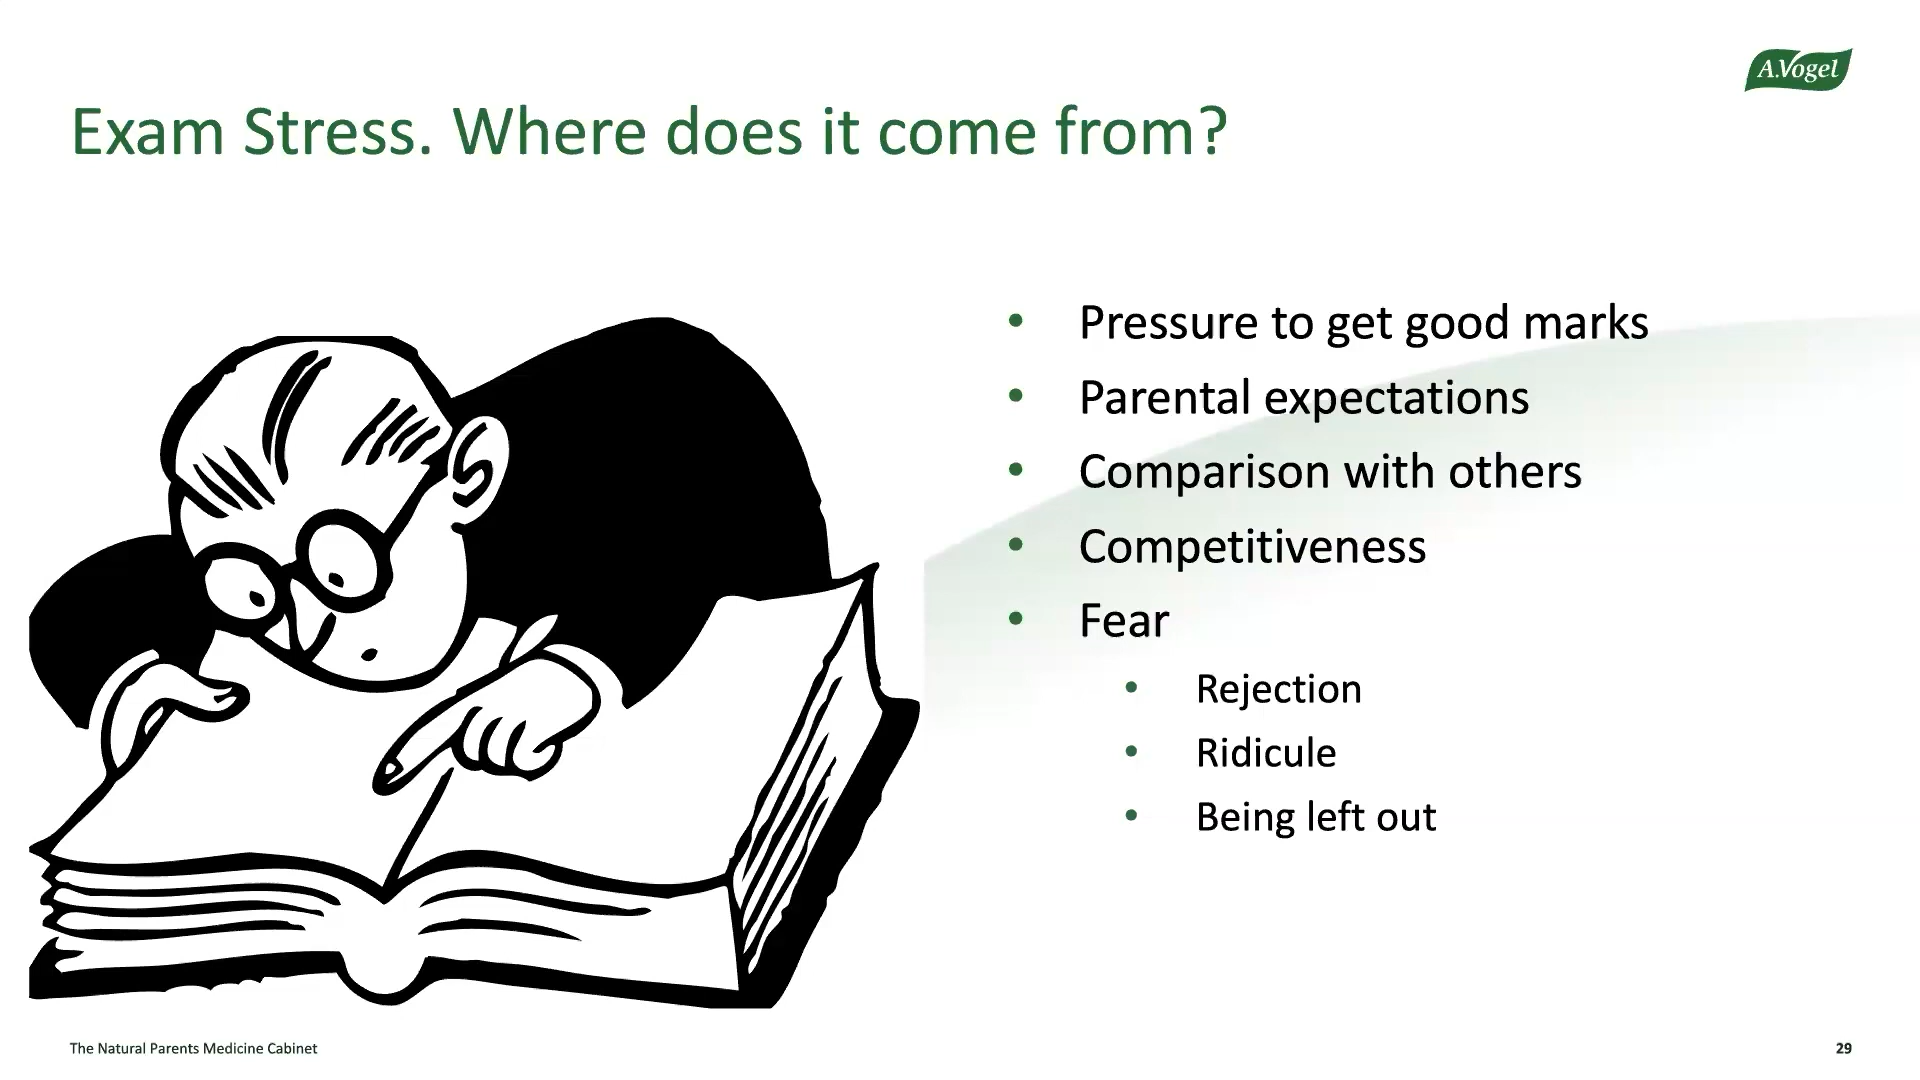 A.Vogel
Exam Stress. Where does it come from?
• Pressure to get good marks
• Parental expectations
• Comparison with others
• Competitiveness
• Fear
• Rejection
• Ridicule
• Being left out
The Natural Parents Medicine Cabinet
29